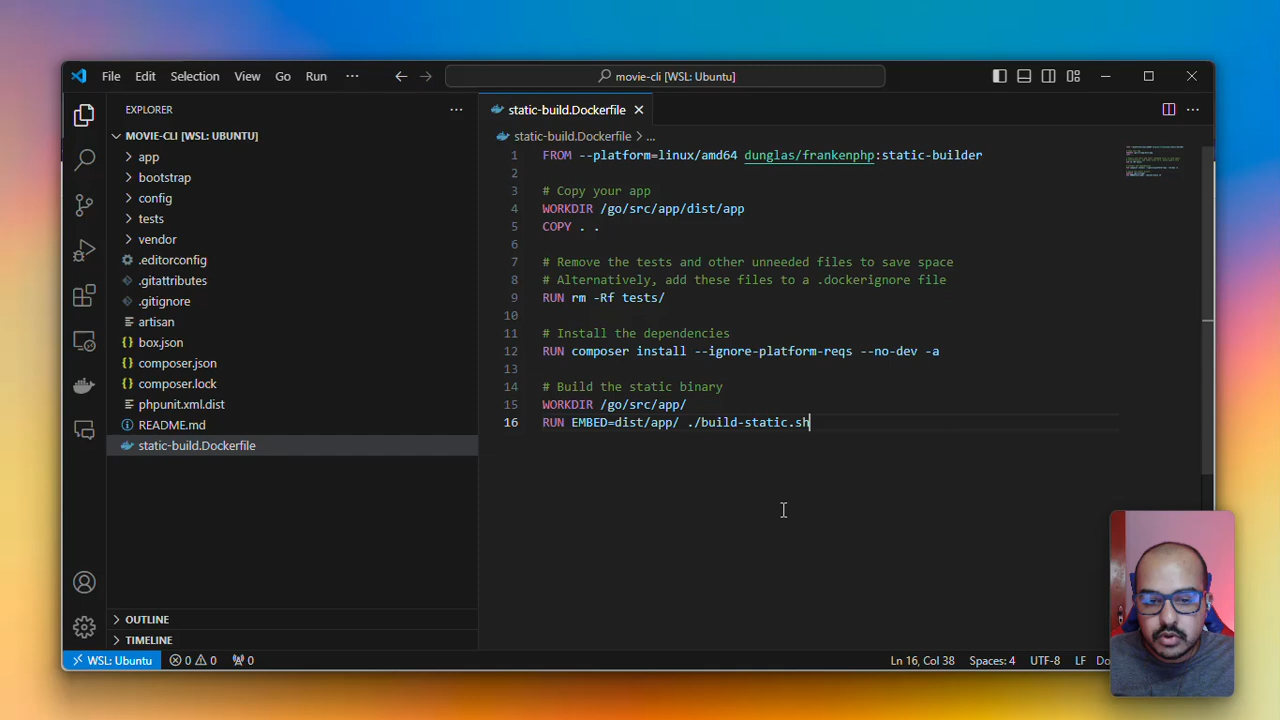 File Edit Selection View Go Run ··· movie-cli [WSL: Ubuntu]
EXPLORER ···
static-build.Dockerfile
MOVIE-CLI [WSL: UBUNTU]
static-build.Dockerfile > ...
app
bootstrap
config
tests
vendor
.editorconfig
.gitattributes
.gitignore
artisan
box.json
composer.json
composer.lock
phpunit.xml.dist
README.md
static-build.Dockerfile
1 FROM --platform=linux/amd64 dunglas/frankenphp:static-builder
2
3 # Copy your app
4 WORKDIR /go/src/app/dist/app
5 COPY . .
6
7 # Remove the tests and other unneeded files to save space
8 # Alternatively, add these files to a .dockerignore file
9 RUN rm -Rf tests/
10
11 # Install the dependencies
12 RUN composer install --ignore-platform-reqs --no-dev -a
13
14 # Build the static binary
15 WORKDIR /go/src/app/
16 RUN EMBED=dist/app/ ./build-static.sh
OUTLINE
TIMELINE
WSL: Ubuntu 0 0 0 Ln 16, Col 38 Spaces: 4 UTF-8 LF